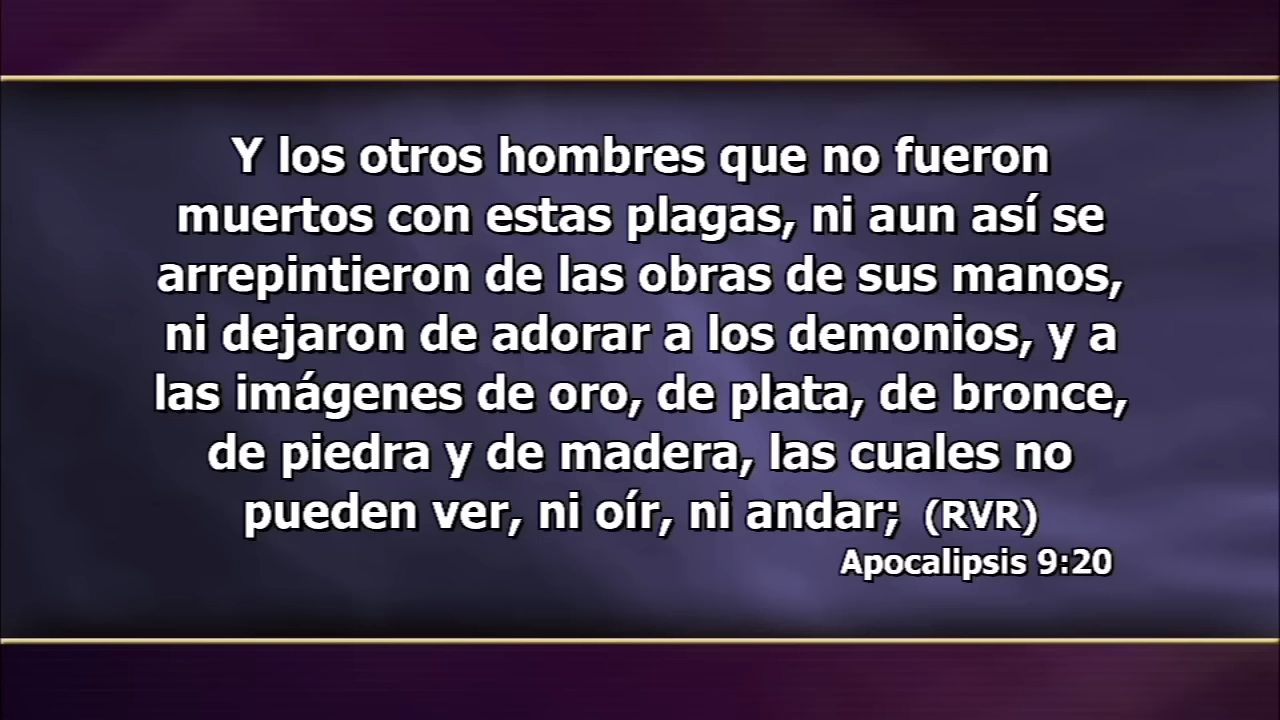 Y los otros hombres que no fueron
muertos con estas plagas, ni aun así se
arrepintieron de las obras de sus manos,
ni dejaron de adorar a los demonios, y a
las imágenes de oro, de plata, de bronce,
de piedra y de madera, las cuales no
pueden ver, ni oír, ni andar; (RVR)
Apocalipsis 9:20